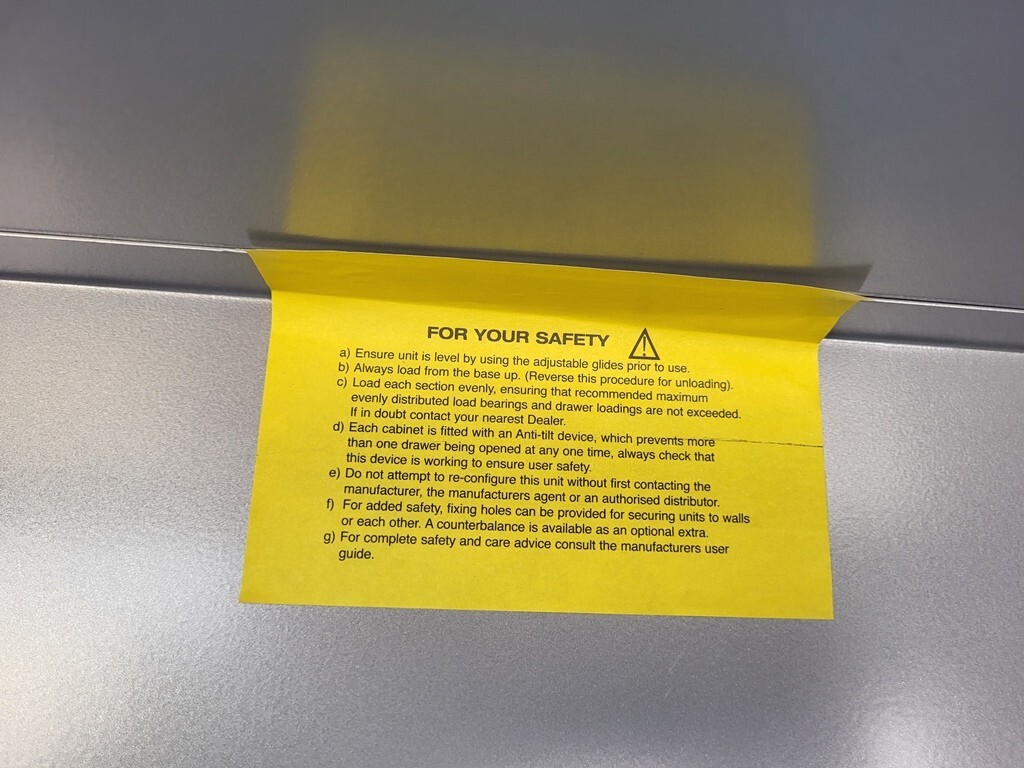 FOR YOUR SAFETY
a) Ensure unit is level by using the adjustable glides prior to use.
b) Always load from the base up. (Reverse this procedure for unloading).
c) Load each section evenly, ensuring that recommended maximum
evenly distributed load bearings and drawer loadings are not exceeded.
If in doubt contact your nearest Dealer.
d) Each cabinet is fitted with an Anti-tilt device, which prevents more
than one drawer being opened at any one time, always check that
this device is working to ensure user safety.
e) Do not attempt to re-configure this unit without first contacting the
manufacturer, the manufacturers agent or an authorised distributor.
f) For added safety, fixing holes can be provided for securing units to walls
or each other. A counterbalance is available as an optional extra.
g) For complete safety and care advice consult the manufacturers user
guide.